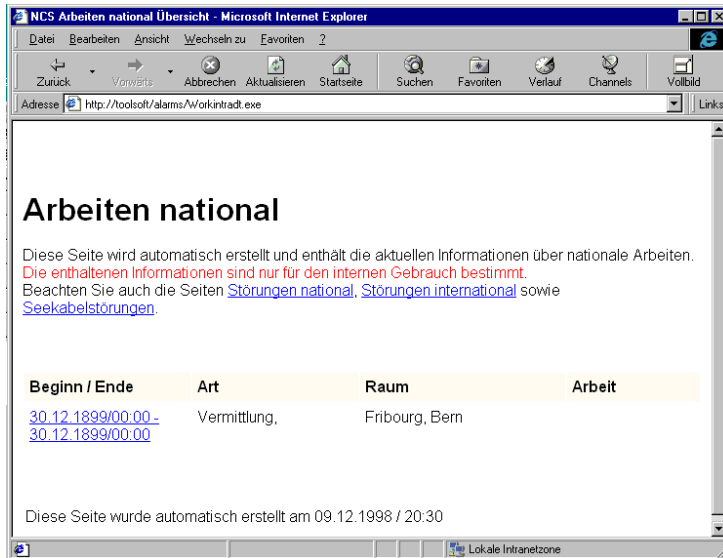 NCS Arbeiten national Übersicht - Microsoft Internet Explorer
Datei Bearbeiten Ansicht Wechseln zu Favoriten ?
Zurück Vorwärts Abbrechen Aktualisieren Startseite Suchen Favoriten Verlauf Channels Vollbild
Adresse http://toolsoft/alarms/Workintradt.exe Links
Arbeiten national
Diese Seite wird automatisch erstellt und enthält die aktuellen Informationen über nationale Arbeiten.
Die enthaltenen Informationen sind nur für den internen Gebrauch bestimmt.
Beachten Sie auch die Seiten Störungen national, Störungen international sowie
Seekabelstörungen.
Beginn / Ende Art Raum Arbeit
30.12.1899/00:00 - Vermittlung, Fribourg, Bern
30.12.1899/00:00
Diese Seite wurde automatisch erstellt am 09.12.1998 / 20:30
Lokale Intranetzone